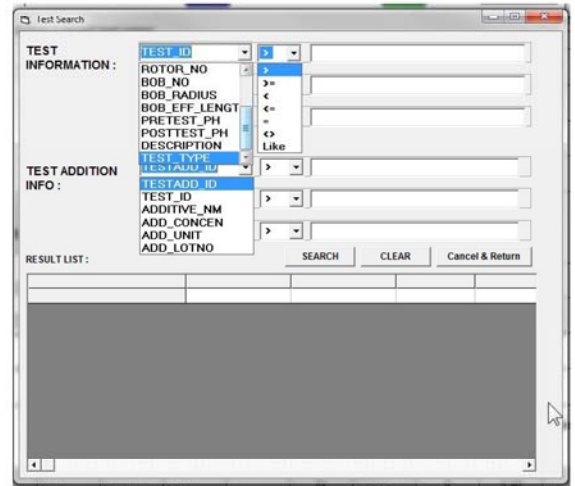 Test Search
TEST
INFORMATION :
TEST_ID
>
ROTOR_NO
BOB_NO
BOB_RADIUS
BOB_EFF_LENGT
PRETEST_PH
POSTTEST_PH
DESCRIPTION
TEST_TYPE
>
>=
<
<=
=
<>
Like
TEST ADDITION
INFO :
TESTADD_ID
>
TESTADD_ID
TEST_ID
ADDITIVE_NM
ADD_CONCEN
ADD_UNIT
ADD_LOTNO
>
>
RESULT LIST :
SEARCH
CLEAR
Cancel & Return